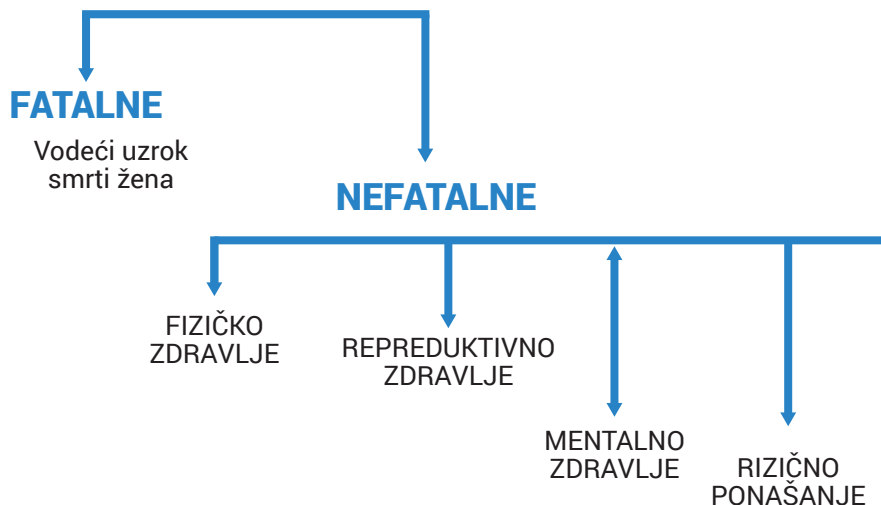 FATALNE
Vodeći uzrok
smrti žena
NEFATALNE
FIZIČKO
ZDRAVLJE
REPREDUKTIVNO
ZDRAVLJE
MENTALNO
ZDRAVLJE
RIZIČNO
PONAŠANJE